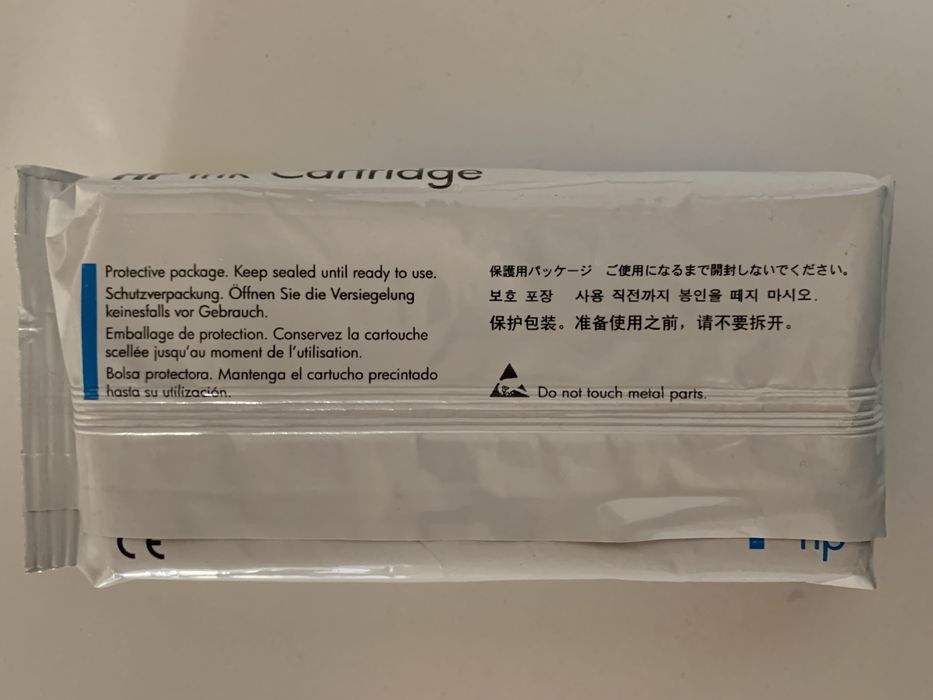 HP Ink Cartridge
Protective package. Keep sealed until ready to use.
Schutzverpackung. Öffnen Sie die Versiegelung
keinesfalls vor Gebrauch.
Emballage de protection. Conservez la cartouche
scellée jusqu'au moment de l'utilisation.
Bolsa protectora. Mantenga el cartucho precintado
hasta su utilización.
保護用パッケージ ご使用になるまで開封しないでください。
보호 포장 사용 직전까지 봉인을 떼지 마시오.
保护包装。准备使用之前，请不要拆开。
Do not touch metal parts.
CE
hp